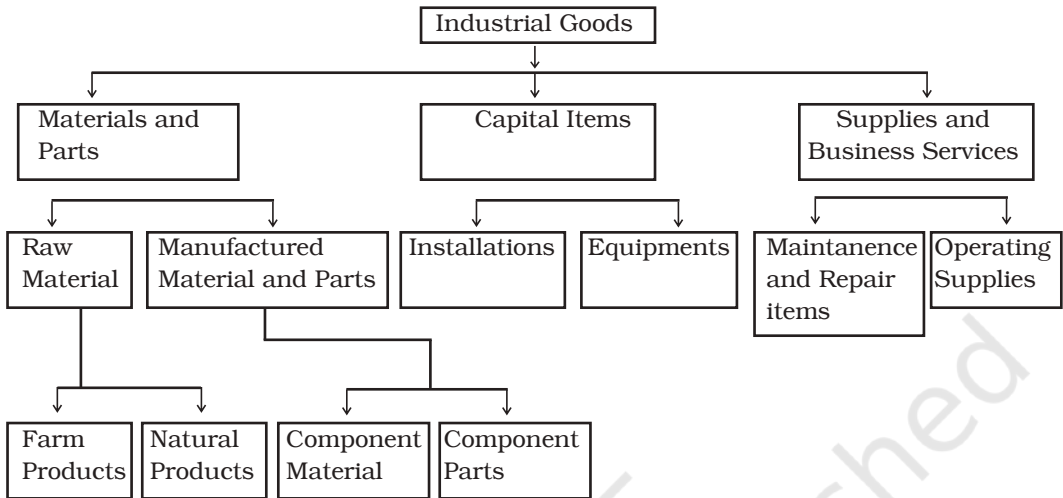 Industrial Goods
Materials and
Parts
Capital Items
Supplies and
Business Services
Raw
Material
Manufactured
Material and Parts
Installations
Equipments
Maintanence
and Repair
items
Operating
Supplies
Farm
Products
Natural
Products
Component
Material
Component
Parts